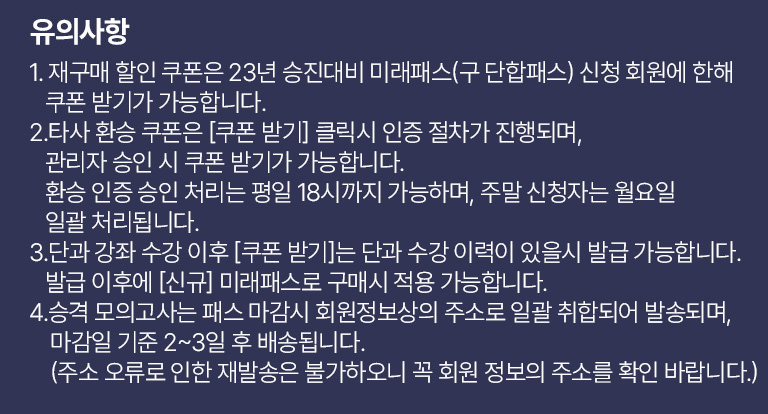 유의사항
1. 재구매 할인 쿠폰은 23년 승진대비 미래패스(구 단합패스) 신청 회원에 한해
쿠폰 받기가 가능합니다.
2.타사 환승 쿠폰은 [쿠폰 받기] 클릭시 인증 절차가 진행되며,
관리자 승인 시 쿠폰 받기가 가능합니다.
환승 인증 승인 처리는 평일 18시까지 가능하며, 주말 신청자는 월요일
일괄 처리됩니다.
3.단과 강좌 수강 이후 [쿠폰 받기]는 단과 수강 이력이 있을시 발급 가능합니다.
발급 이후에 [신규] 미래패스로 구매시 적용 가능합니다.
4.승격 모의고사는 패스 마감시 회원정보상의 주소로 일괄 취합되어 발송되며,
마감일 기준 2~3일 후 배송됩니다.
(주소 오류로 인한 재발송은 불가하오니 꼭 회원 정보의 주소를 확인 바랍니다.)